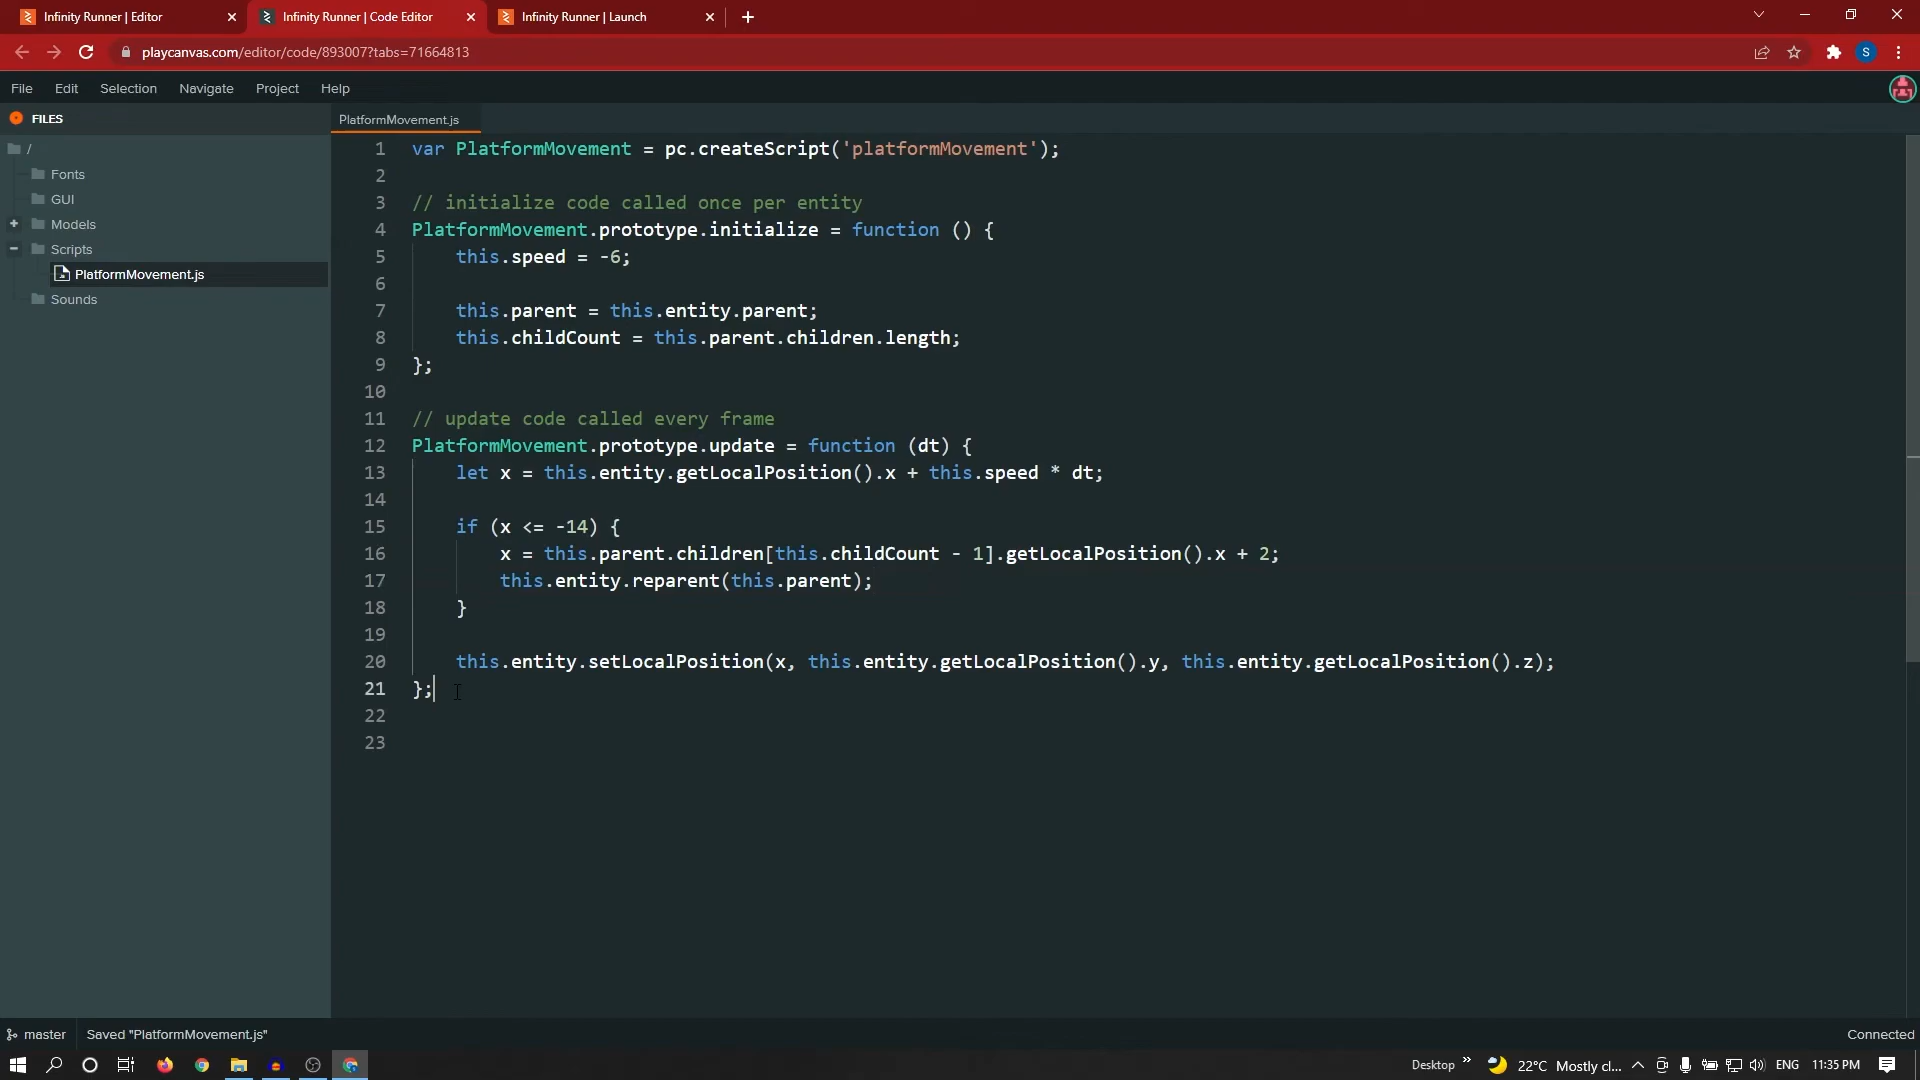 Infinity Runner | Editor
Infinity Runner | Code Editor
Infinity Runner | Launch
playcanvas.com/editor/code/893007?tabs=71664813
S
File Edit Selection Navigate Project Help
FILES
PlatformMovement.js
/
Fonts
GUI
Models
Scripts
PlatformMovement.js
Sounds
1 var PlatformMovement = pc.createScript('platformMovement');
2
3 // initialize code called once per entity
4 PlatformMovement.prototype.initialize = function () {
5     this.speed = -6;
6
7     this.parent = this.entity.parent;
8     this.childCount = this.parent.children.length;
9 };
10
11 // update code called every frame
12 PlatformMovement.prototype.update = function (dt) {
13     let x = this.entity.getLocalPosition().x + this.speed * dt;
14
15     if (x <= -14) {
16         x = this.parent.children[this.childCount - 1].getLocalPosition().x + 2;
17         this.entity.reparent(this.parent);
18     }
19
20     this.entity.setLocalPosition(x, this.entity.getLocalPosition().y, this.entity.getLocalPosition().z);
21 };
22
23
master Saved "PlatformMovement.js" Connected
Desktop 22°C Mostly cl... ENG 11:35 PM